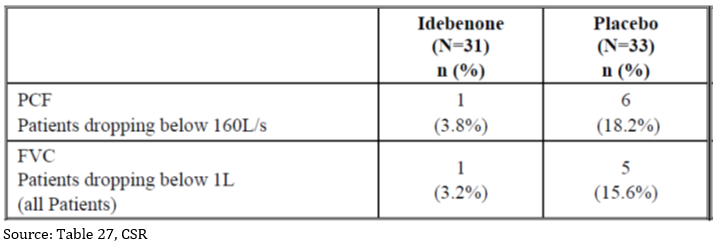 Idebenone
(N=31)
n (%)
Placebo
(N=33)
n (%)
PCF
Patients dropping below 160L/s
1
(3.8%)
6
(18.2%)
FVC
Patients dropping below 1L
(all Patients)
1
(3.2%)
5
(15.6%)
Source: Table 27, CSR